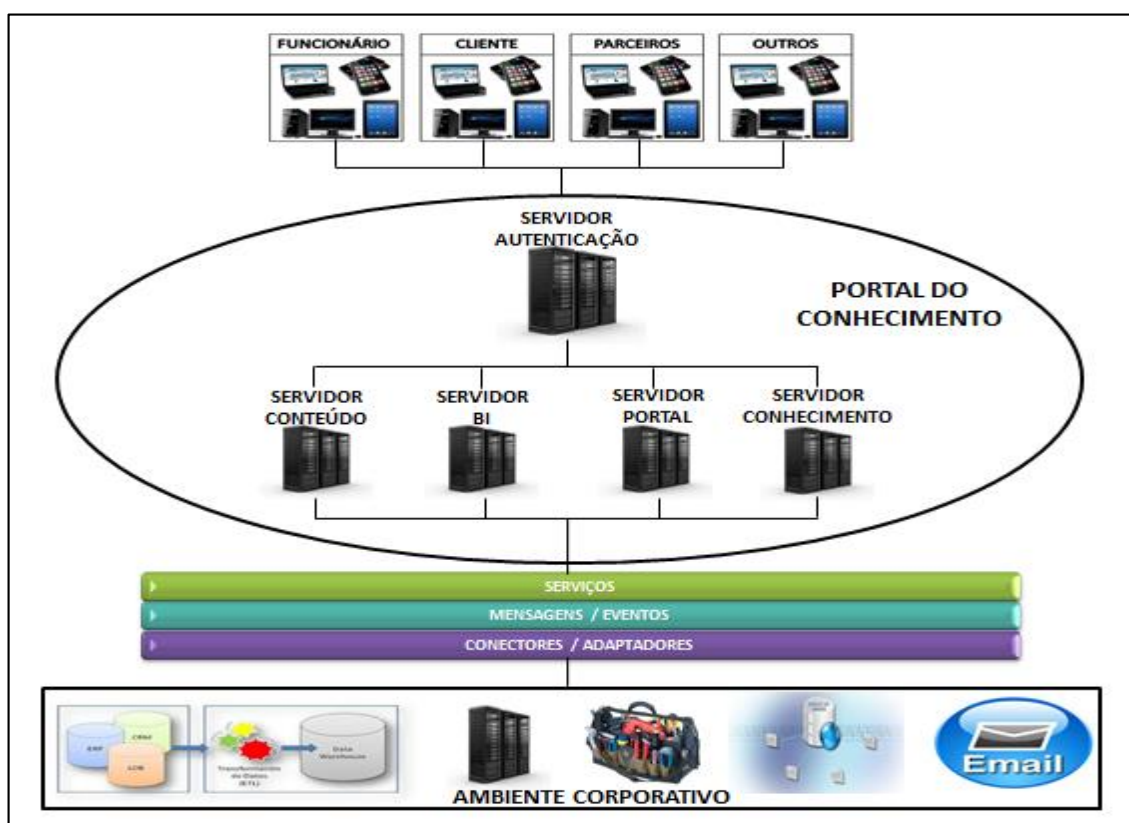 FUNCIONÁRIO
CLIENTE
PARCEIROS
OUTROS
SERVIDOR
AUTENTICAÇÃO
PORTAL DO
CONHECIMENTO
SERVIDOR
CONTEÚDO
SERVIDOR
BI
SERVIDOR
PORTAL
SERVIDOR
CONHECIMENTO
SERVIÇOS
MENSAGENS / EVENTOS
CONECTORES / ADAPTADORES
ERP
CRM
Data
Warehouse
(ETL)
Email
AMBIENTE CORPORATIVO